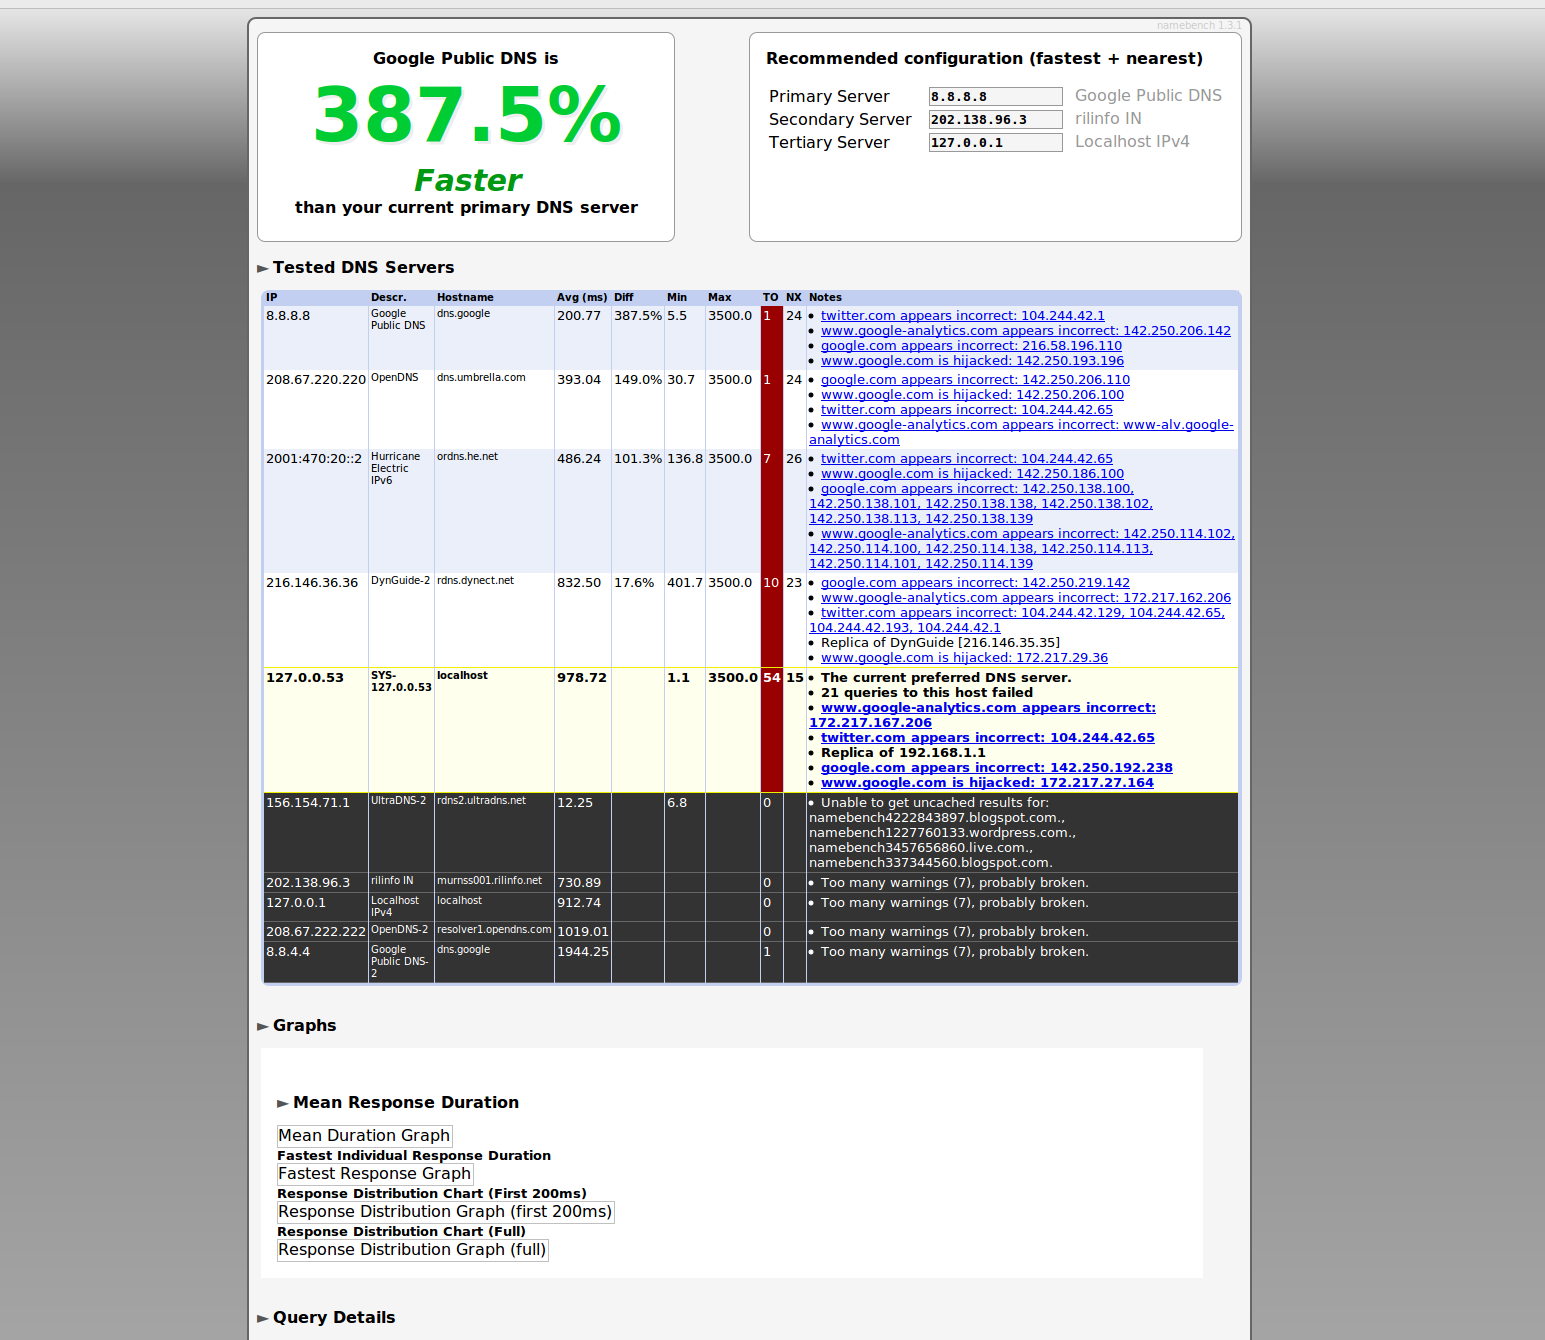 namebench 1.3.1
Google Public DNS is
387.5%
Faster
than your current primary DNS server
Recommended configuration (fastest + nearest)
Primary Server 8.8.8.8 Google Public DNS
Secondary Server 202.138.96.3 rilinfo IN
Tertiary Server 127.0.0.1 Localhost IPv4
► Tested DNS Servers
IP Descr. Hostname Avg (ms) Diff Min Max TO NX Notes
8.8.8.8 Google dns.google 200.77 387.5% 5.5 3500.0 1 24 • twitter.com appears incorrect: 104.244.42.1
Public DNS • www.google-analytics.com appears incorrect: 142.250.206.142
• google.com appears incorrect: 216.58.196.110
• www.google.com is hijacked: 142.250.193.196
208.67.220.220 OpenDNS dns.umbrella.com 393.04 149.0% 30.7 3500.0 1 24 • google.com appears incorrect: 142.250.206.110
• www.google.com is hijacked: 142.250.206.100
• twitter.com appears incorrect: 104.244.42.65
• www.google-analytics.com appears incorrect: www-alv.google-
analytics.com
2001:470:20::2 Hurricane ordns.he.net 486.24 101.3% 136.8 3500.0 7 26 • twitter.com appears incorrect: 104.244.42.65
Electric • www.google.com is hijacked: 142.250.186.100
IPv6 • google.com appears incorrect: 142.250.138.100,
142.250.138.101, 142.250.138.138, 142.250.138.102,
142.250.138.113, 142.250.138.139
• www.google-analytics.com appears incorrect: 142.250.114.102,
142.250.114.100, 142.250.114.138, 142.250.114.113,
142.250.114.101, 142.250.114.139
216.146.36.36 DynGuide-2 rdns.dynect.net 832.50 17.6% 401.7 3500.0 10 23 • google.com appears incorrect: 142.250.219.142
• www.google-analytics.com appears incorrect: 172.217.162.206
• twitter.com appears incorrect: 104.244.42.129, 104.244.42.65,
104.244.42.193, 104.244.42.1
• Replica of DynGuide [216.146.35.35]
• www.google.com is hijacked: 172.217.29.36
127.0.0.53 SYS- localhost 978.72 1.1 3500.0 54 15 • The current preferred DNS server.
127.0.0.53 • 21 queries to this host failed
• www.google-analytics.com appears incorrect:
172.217.167.206
• twitter.com appears incorrect: 104.244.42.65
• Replica of 192.168.1.1
• google.com appears incorrect: 142.250.192.238
• www.google.com is hijacked: 172.217.27.164
156.154.71.1 UltraDNS-2 rdns2.ultradns.net 12.25 6.8 0 • Unable to get uncached results for:
namebench4222843897.blogspot.com.,
namebench1227760133.wordpress.com.,
namebench3457656860.live.com.,
namebench337344560.blogspot.com.
202.138.96.3 rilinfo IN murnss001.rilinfo.net 730.89 0 • Too many warnings (7), probably broken.
127.0.0.1 Localhost localhost 912.74 0 • Too many warnings (7), probably broken.
IPv4
208.67.222.222 OpenDNS-2 resolver1.opendns.com 1019.01 0 • Too many warnings (7), probably broken.
8.8.4.4 Google dns.google 1944.25 1 • Too many warnings (7), probably broken.
Public DNS-
2
► Graphs
► Mean Response Duration
Mean Duration Graph
Fastest Individual Response Duration
Fastest Response Graph
Response Distribution Chart (First 200ms)
Response Distribution Graph (first 200ms)
Response Distribution Chart (Full)
Response Distribution Graph (full)
► Query Details